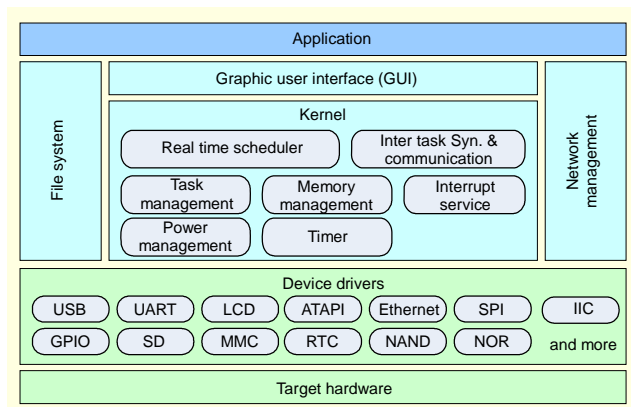 Application
File system
Graphic user interface (GUI)
Kernel
Real time scheduler
Inter task Syn. &
communication
Task
management
Memory
management
Interrupt
service
Power
management
Timer
Network
management
Device drivers
USB UART LCD ATAPI Ethernet SPI IIC
GPIO SD MMC RTC NAND NOR and more
Target hardware